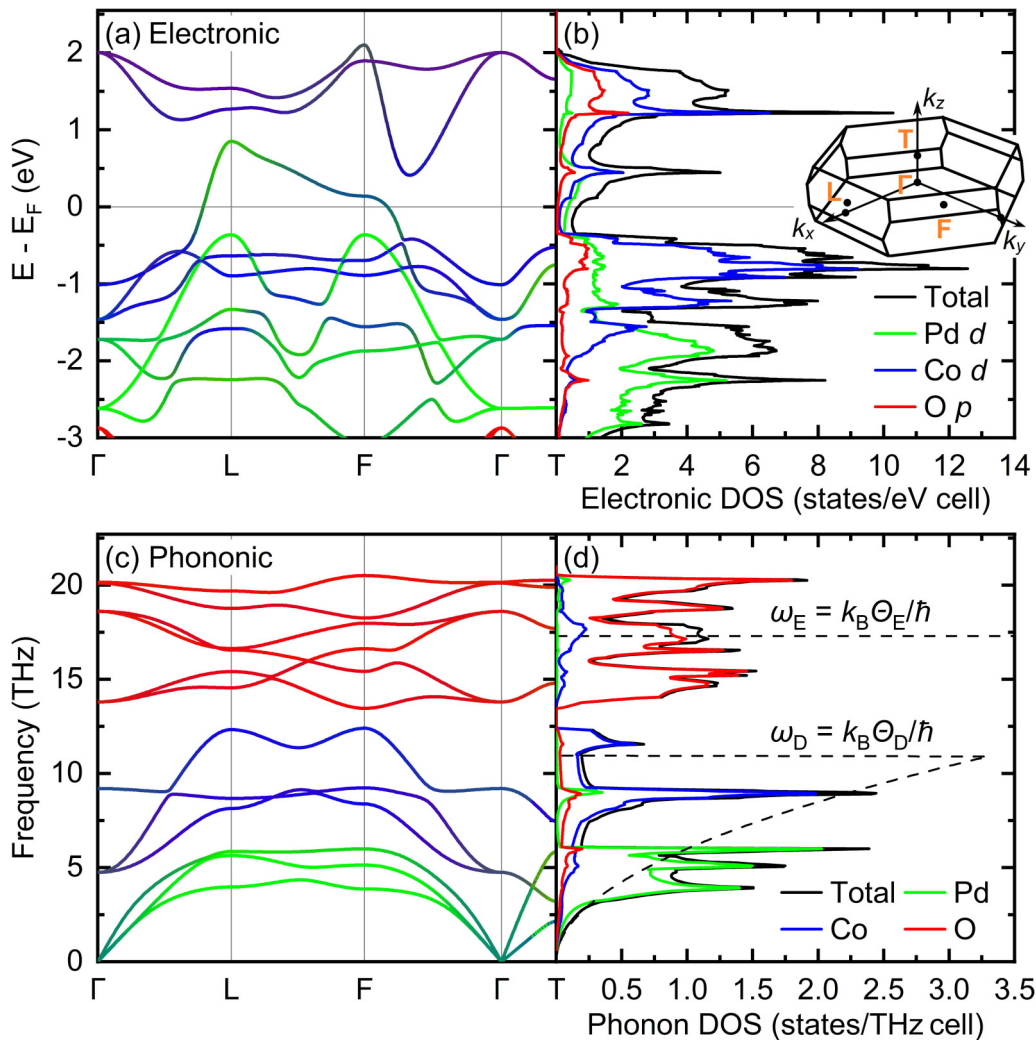 (a) Electronic
(b)
2
1
0
-1
-2
-3
E - E_F (eV)
Γ L F Γ T
2 4 6 8 10 12 14
Electronic DOS (states/eV cell)
k_z
T
Γ
L
F
k_x
k_y
Total
Pd d
Co d
O p
(c) Phononic
(d)
20
15
10
5
0
Frequency (THz)
Γ L F Γ T
0.5 1.0 1.5 2.0 2.5 3.0 3.5
Phonon DOS (states/THz cell)
ω_E = k_BΘ_E/ħ
ω_D = k_BΘ_D/ħ
Total Pd
Co O